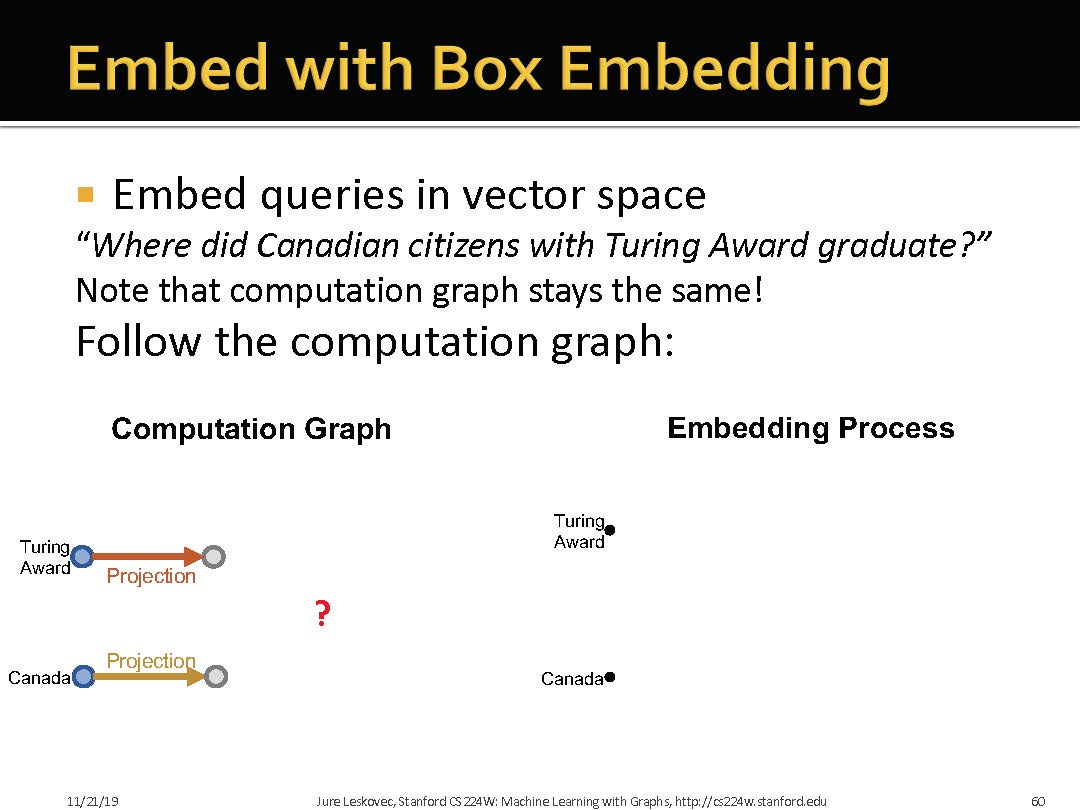 Embed with Box Embedding
Embed queries in vector space
“Where did Canadian citizens with Turing Award graduate?”
Note that computation graph stays the same!
Follow the computation graph:
Computation Graph
Embedding Process
Turing
Award
Projection
?
Projection
Canada
Turing
Award
Canada
11/21/19
Jure Leskovec, Stanford CS224W: Machine Learning with Graphs, http://cs224w.stanford.edu
60